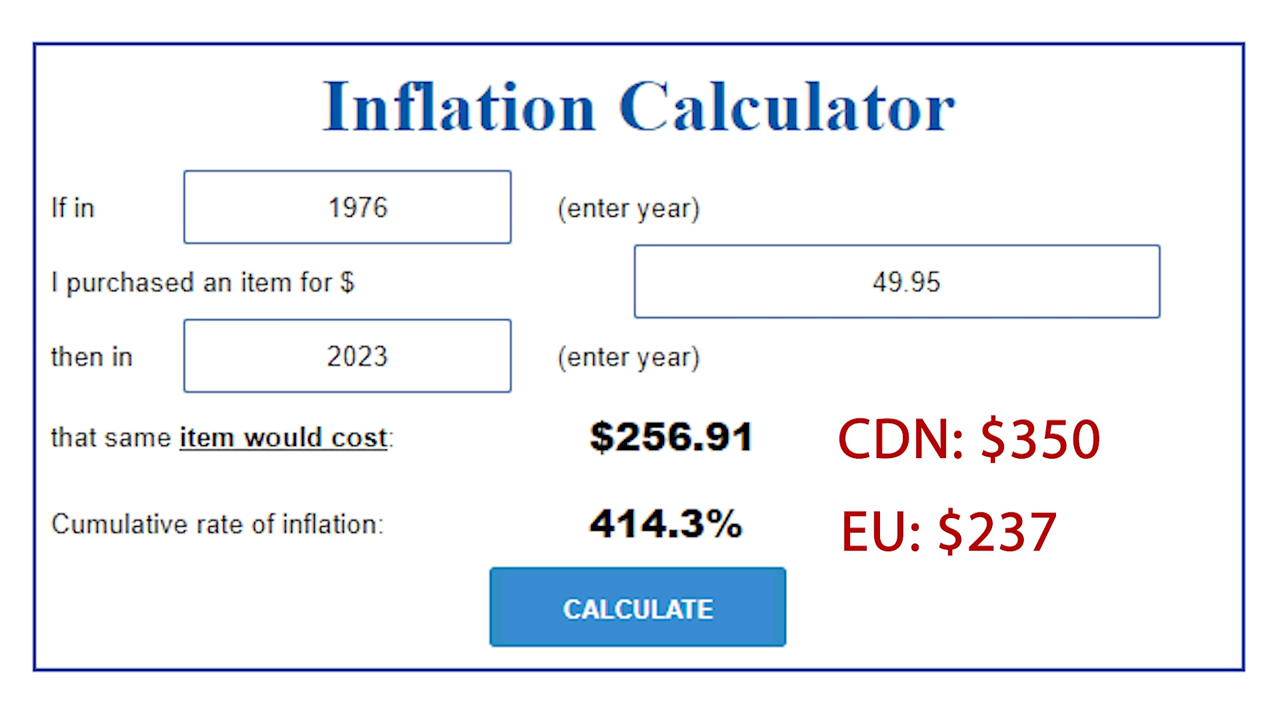 Inflation Calculator
If in 1976 (enter year)
I purchased an item for $ 49.95
then in 2023 (enter year)
that same item would cost: $256.91 CDN: $350
Cumulative rate of inflation: 414.3% EU: $237
CALCULATE